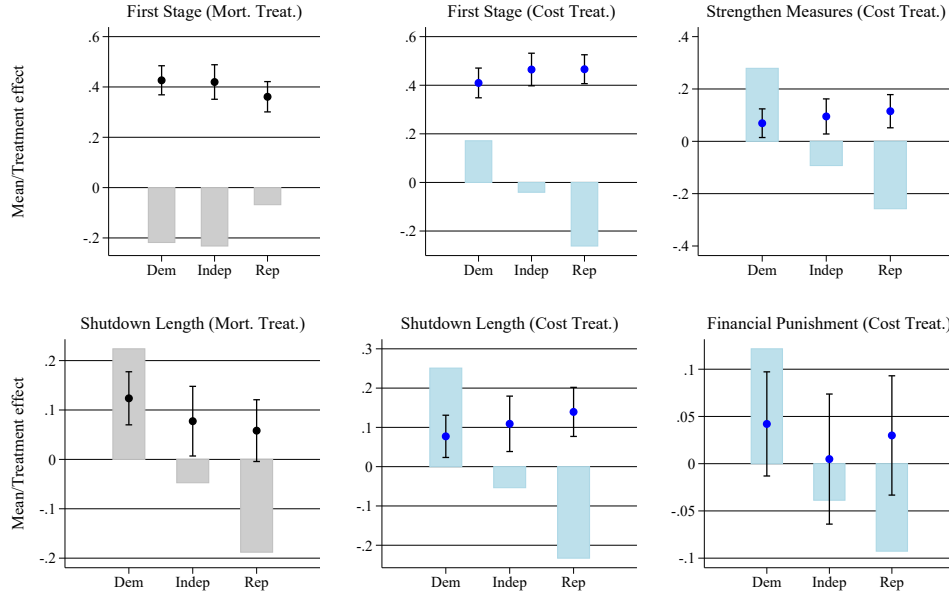 First Stage (Mort. Treat.)
Mean/Treatment effect
.6
.4
.2
0
-.2
Dem Indep Rep
First Stage (Cost Treat.)
.6
.4
.2
0
-.2
Dem Indep Rep
Strengthen Measures (Cost Treat.)
.4
.2
0
-.2
-.4
Dem Indep Rep
Shutdown Length (Mort. Treat.)
Mean/Treatment effect
.2
.1
0
-.1
-.2
Dem Indep Rep
Shutdown Length (Cost Treat.)
.3
.2
.1
0
-.1
-.2
Dem Indep Rep
Financial Punishment (Cost Treat.)
.1
.05
0
-.05
-.1
Dem Indep Rep